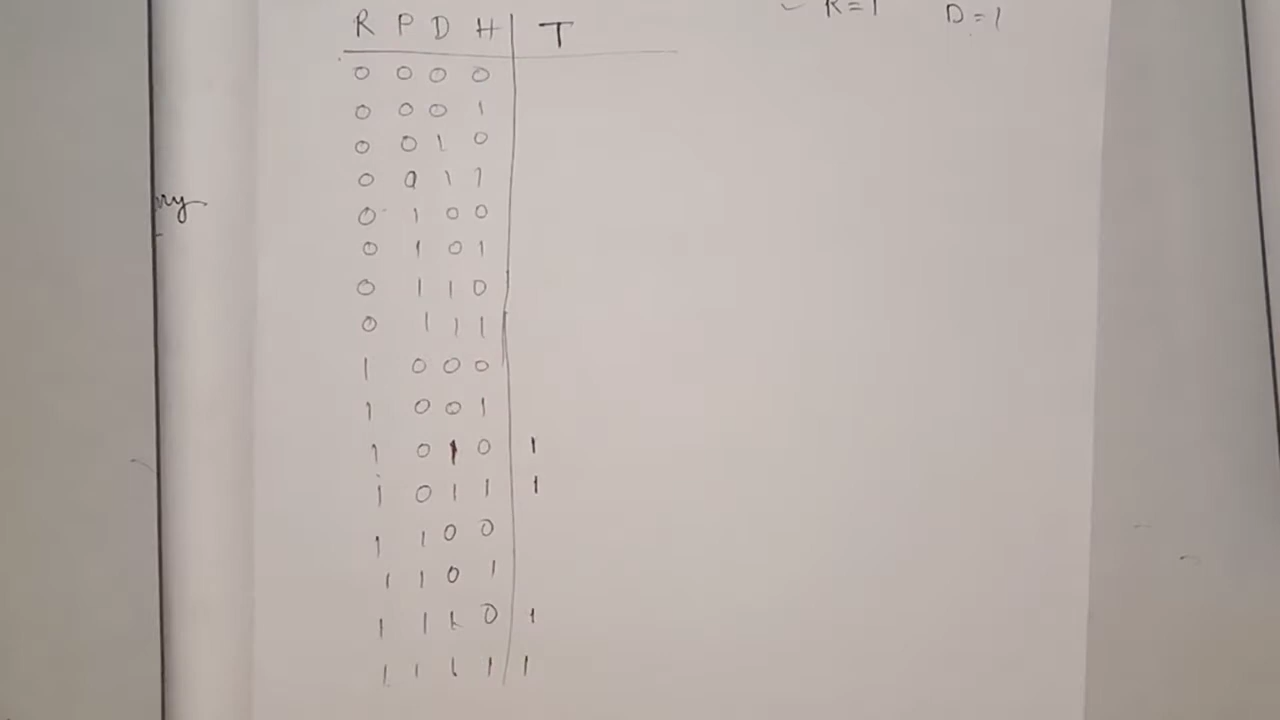 R=1 D=1
R P D H T
0 0 0 0
0 0 0 1
0 0 1 0
0 0 1 1
0 1 0 0
0 1 0 1
0 1 1 0
0 1 1 1
1 0 0 0
1 0 0 1
1 0 1 0 1
1 0 1 1 1
1 1 0 0
1 1 0 1
1 1 1 0 1
1 1 1 1 1